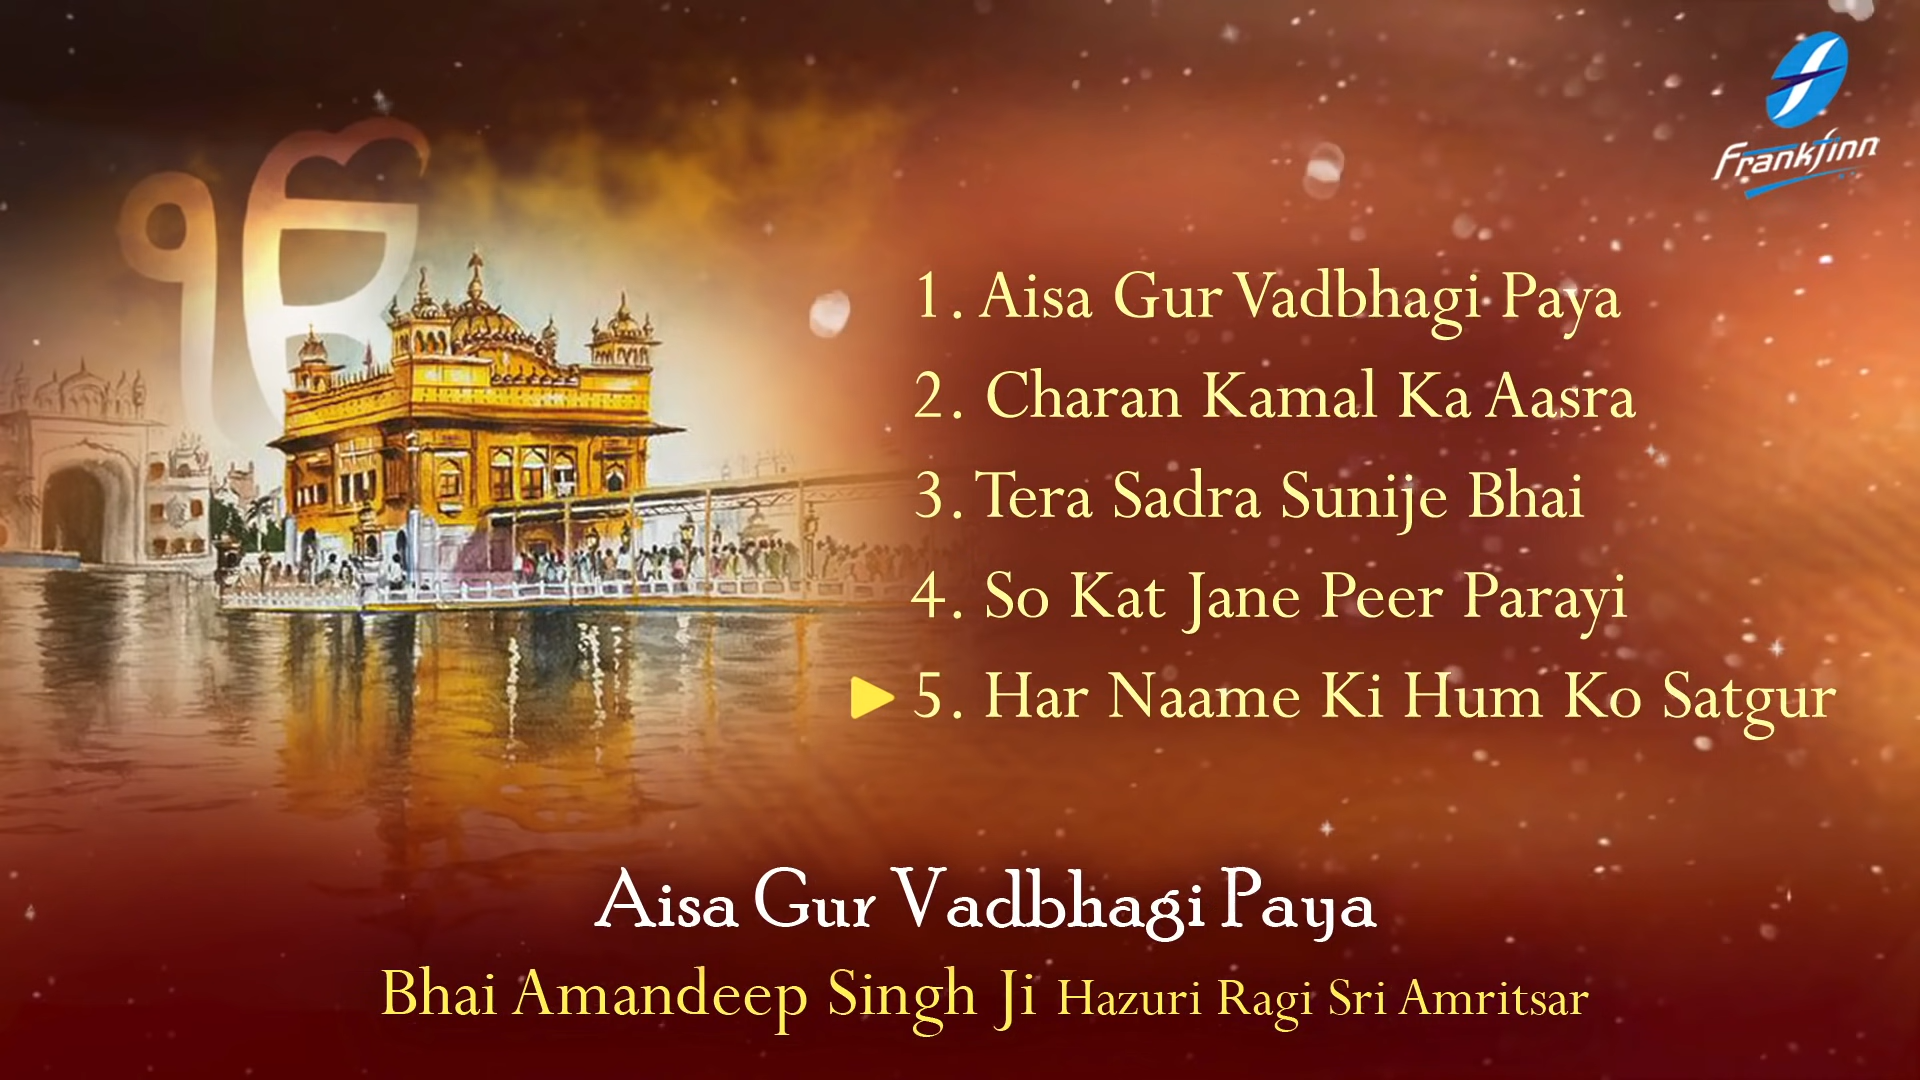 ੴ
Frankfinn
1. Aisa Gur Vadbhagi Paya
2. Charan Kamal Ka Aasra
3. Tera Sadra Sunije Bhai
4. So Kat Jane Peer Parayi
5. Har Naame Ki Hum Ko Satgur
Aisa Gur Vadbhagi Paya
Bhai Amandeep Singh Ji Hazuri Ragi Sri Amritsar